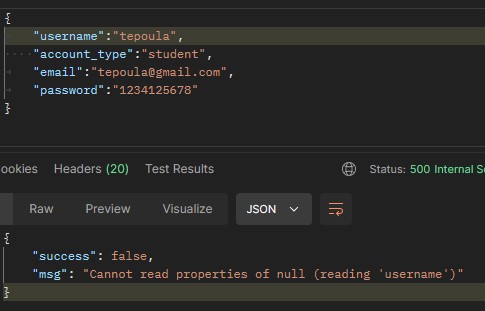 {
"username":"tepoula",
"account_type":"student",
"email":"tepoula@gmail.com",
"password":"1234125678"
}
ookies Headers (20) Test Results Status: 500 Internal Se
Raw Preview Visualize JSON
{
"success": false,
"msg": "Cannot read properties of null (reading 'username')"
}